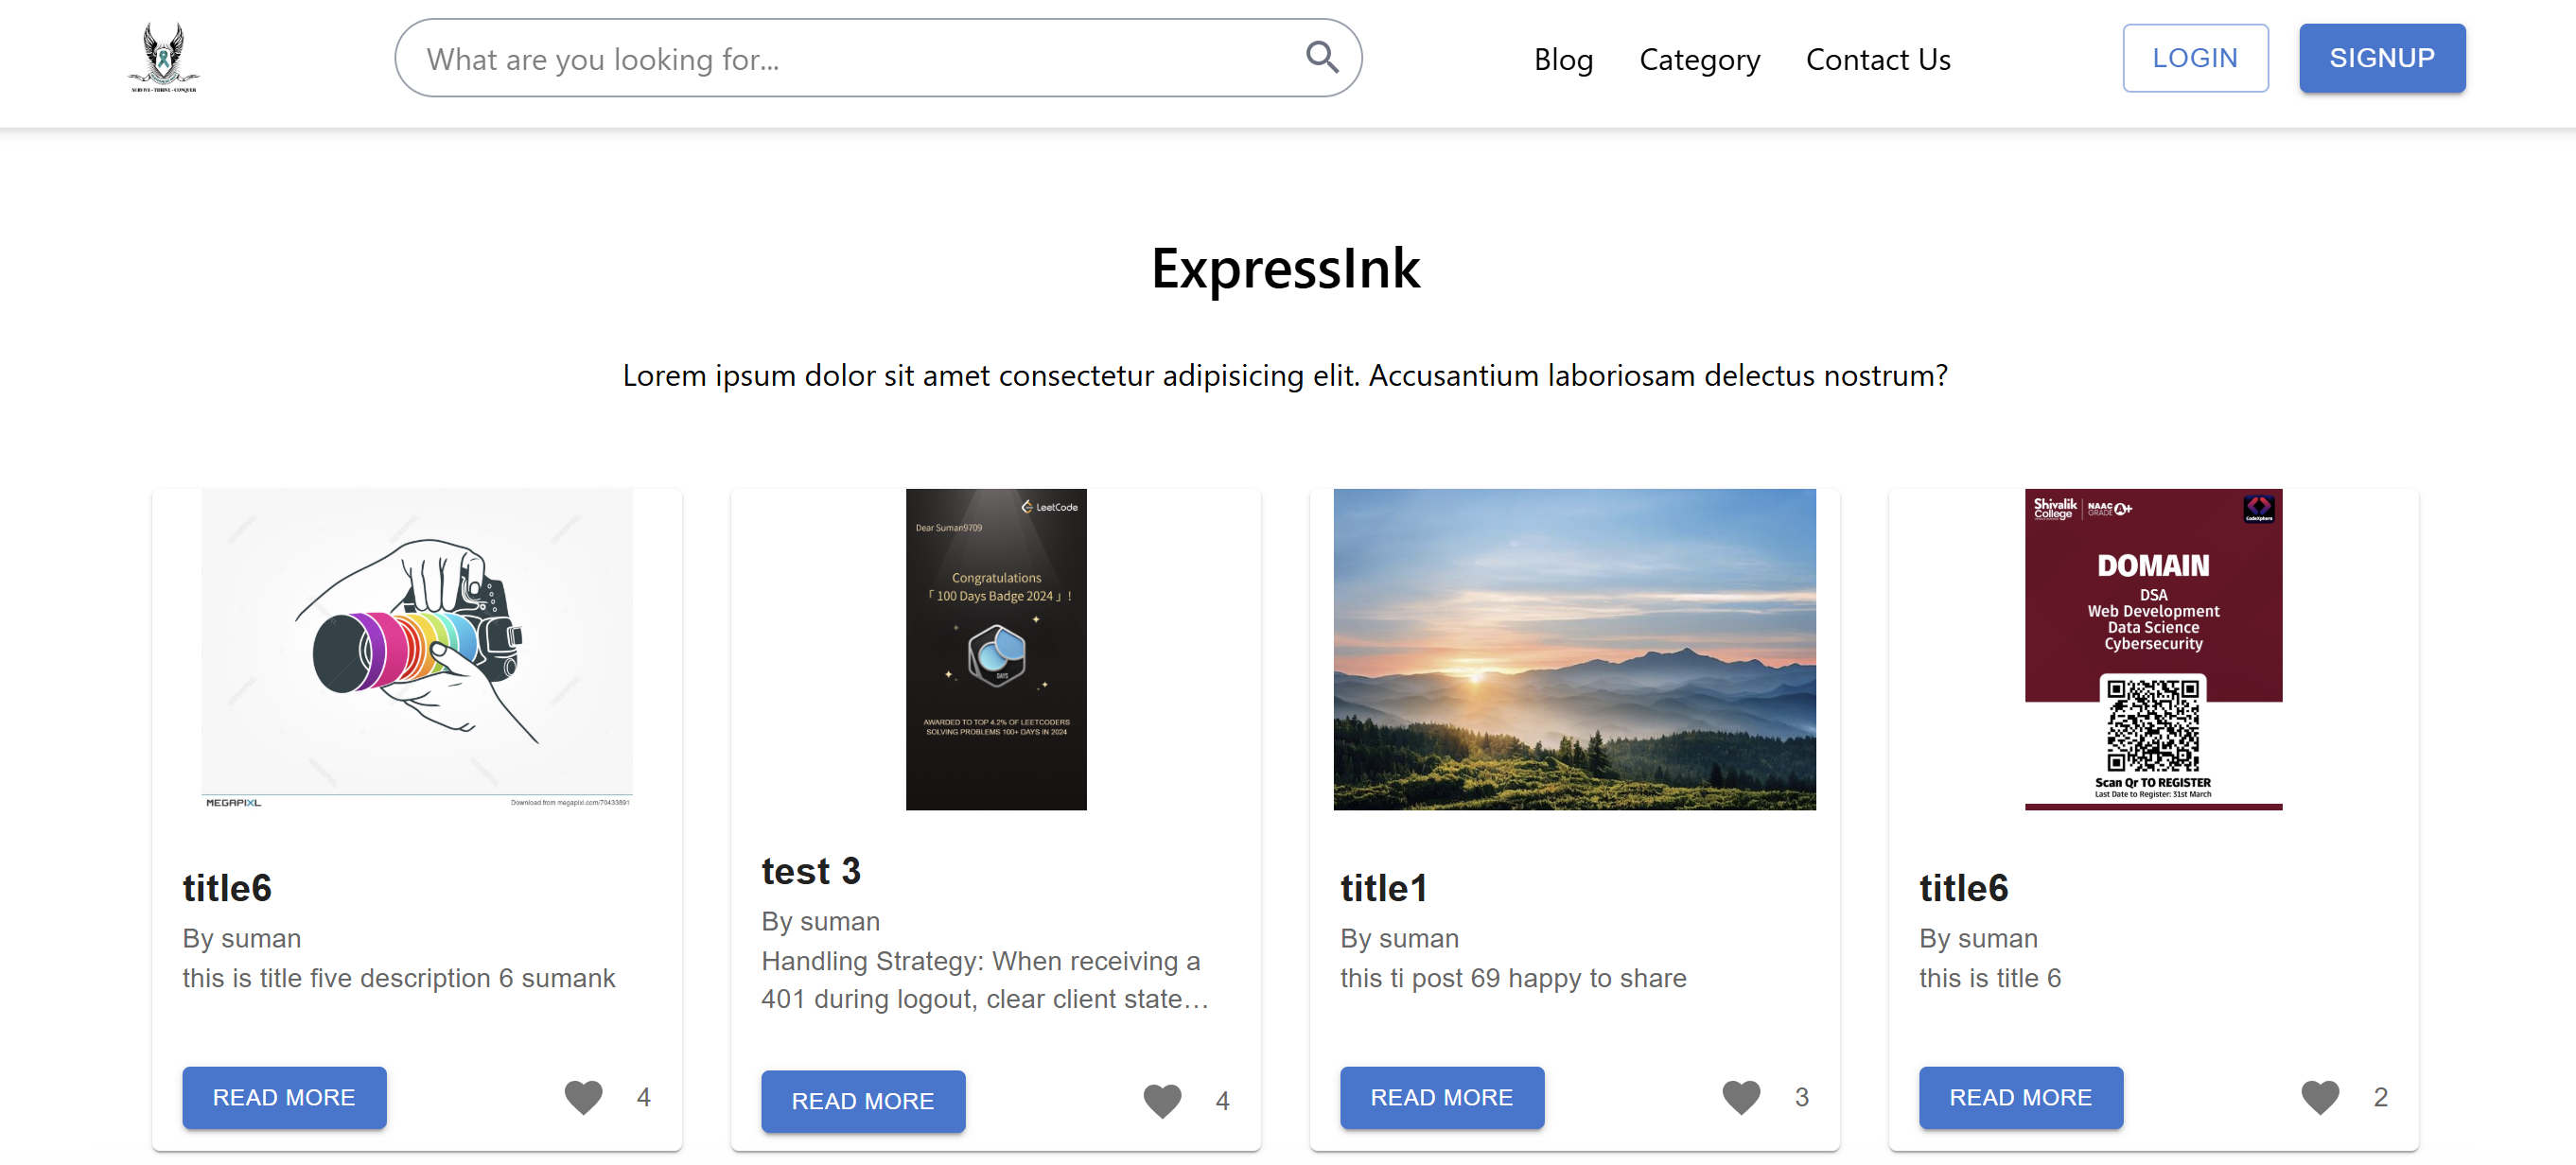 SURVIVE - THRIVE - CONQUER
What are you looking for...
Blog
Category
Contact Us
LOGIN
SIGNUP
ExpressInk
Lorem ipsum dolor sit amet consectetur adipisicing elit. Accusantium laboriosam delectus nostrum?
MEGAPIXL
Download from megapixl.com/70433891
title6
By suman
this is title five description 6 sumank
READ MORE
4
LeetCode
Dear Suman9709
Congratulations
「 100 Days Badge 2024 」 !
DAYS
AWARDED TO TOP 4.2% OF LEETCODERS
SOLVING PROBLEMS 100+ DAYS IN 2024
test 3
By suman
Handling Strategy: When receiving a
401 during logout, clear client state…
READ MORE
4
title1
By suman
this ti post 69 happy to share
READ MORE
3
Shivalik
College
NAAC
GRADE A+
CodeXphore
DOMAIN
DSA
Web Development
Data Science
Cybersecurity
Scan Qr TO REGISTER
Last Date to Register: 31st March
title6
By suman
this is title 6
READ MORE
2